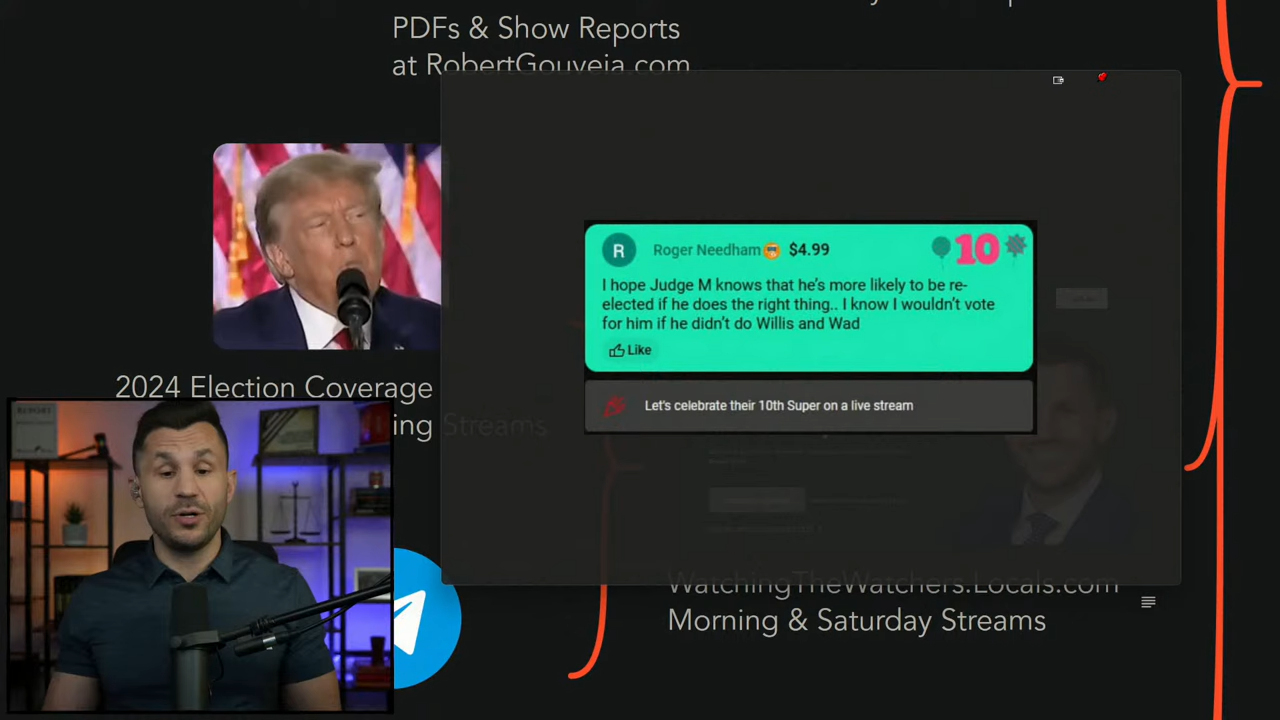 PDFs & Show Reports
at RobertGouveia.com
R
Roger Needham $4.99
10
I hope Judge M knows that he's more likely to be re-
elected if he does the right thing.. I know I wouldn't vote
for him if he didn't do Willis and Wad
Like
Let's celebrate their 10th Super on a live stream
2024 Election Coverage
ing Streams
WatchingTheWatchers.Locals.com
Morning & Saturday Streams